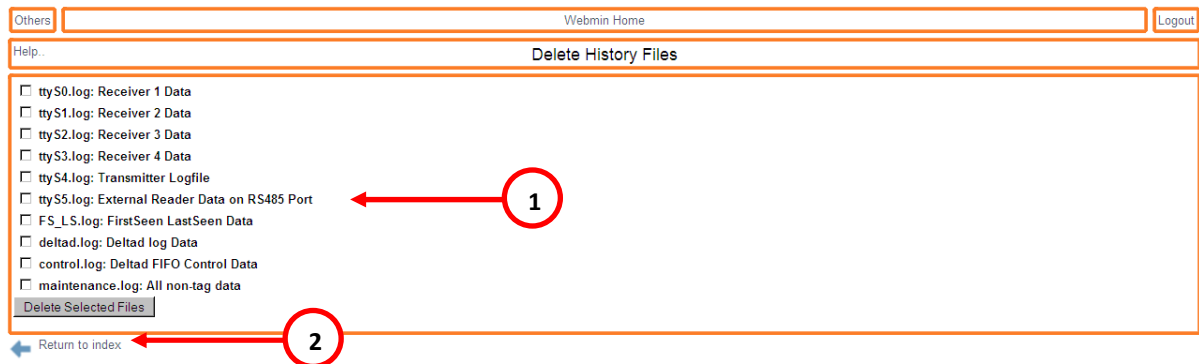 Others Webmin Home Logout
Help.. Delete History Files
ttyS0.log: Receiver 1 Data
ttyS1.log: Receiver 2 Data
ttyS2.log: Receiver 3 Data
ttyS3.log: Receiver 4 Data
ttyS4.log: Transmitter Logfile
ttyS5.log: External Reader Data on RS485 Port
1
FS_LS.log: FirstSeen LastSeen Data
deltad.log: Deltad log Data
control.log: Deltad FIFO Control Data
maintenance.log: All non-tag data
Delete Selected Files
Return to index
2